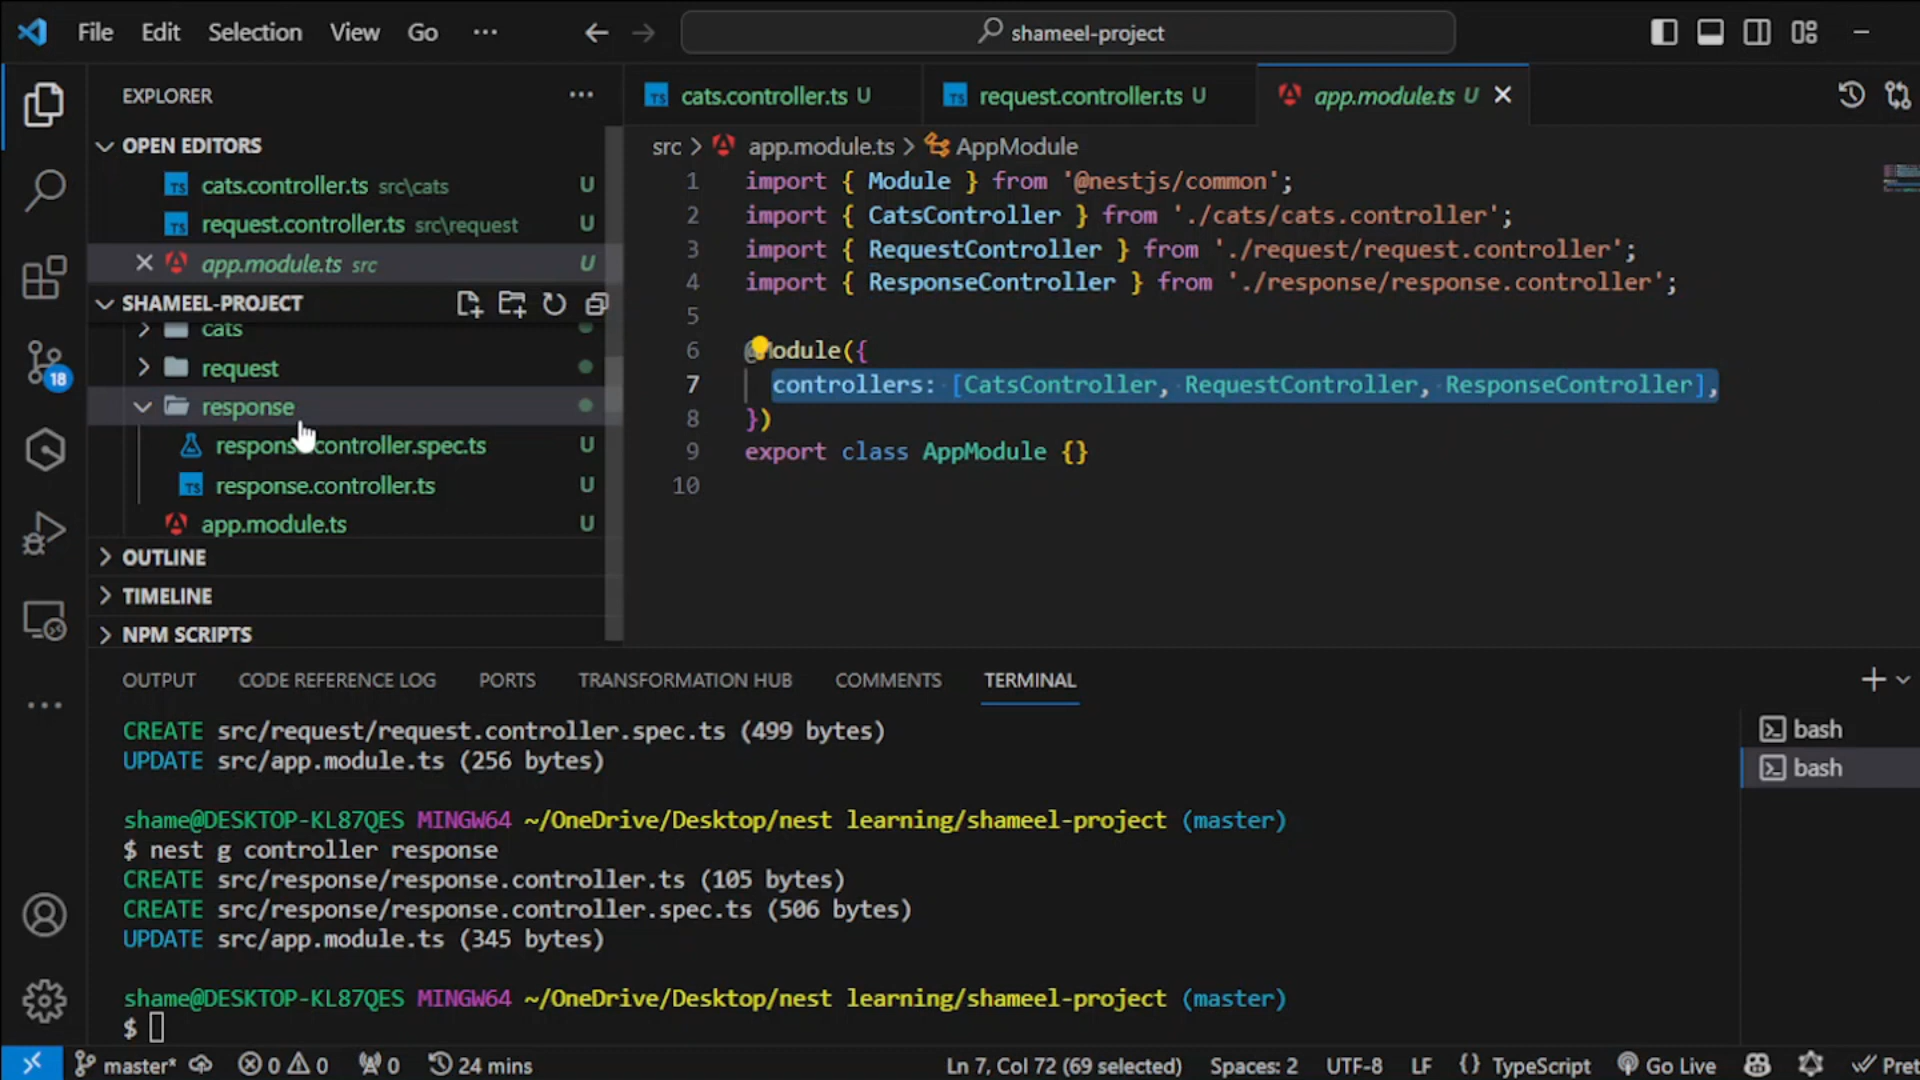 File Edit Selection View Go ...
shameel-project
EXPLORER
OPEN EDITORS
cats.controller.ts src\cats U
request.controller.ts src\request U
app.module.ts src U
SHAMEEL-PROJECT
cats
request
response
response.controller.spec.ts U
response.controller.ts U
app.module.ts U
OUTLINE
TIMELINE
NPM SCRIPTS
18
cats.controller.ts U request.controller.ts U app.module.ts U
src > app.module.ts > AppModule
1 import { Module } from '@nestjs/common';
2 import { CatsController } from './cats/cats.controller';
3 import { RequestController } from './request/request.controller';
4 import { ResponseController } from './response/response.controller';
5
6 @Module({
7 controllers: [CatsController, RequestController, ResponseController],
8 })
9 export class AppModule {}
10
OUTPUT CODE REFERENCE LOG PORTS TRANSFORMATION HUB COMMENTS TERMINAL
CREATE src/request/request.controller.spec.ts (499 bytes)
UPDATE src/app.module.ts (256 bytes)
shame@DESKTOP-KL87QES MINGW64 ~/OneDrive/Desktop/nest learning/shameel-project (master)
$ nest g controller response
CREATE src/response/response.controller.ts (105 bytes)
CREATE src/response/response.controller.spec.ts (506 bytes)
UPDATE src/app.module.ts (345 bytes)
shame@DESKTOP-KL87QES MINGW64 ~/OneDrive/Desktop/nest learning/shameel-project (master)
$
bash
bash
master* 0 0 0 24 mins Ln 7, Col 72 (69 selected) Spaces: 2 UTF-8 LF {} TypeScript Go Live Pret